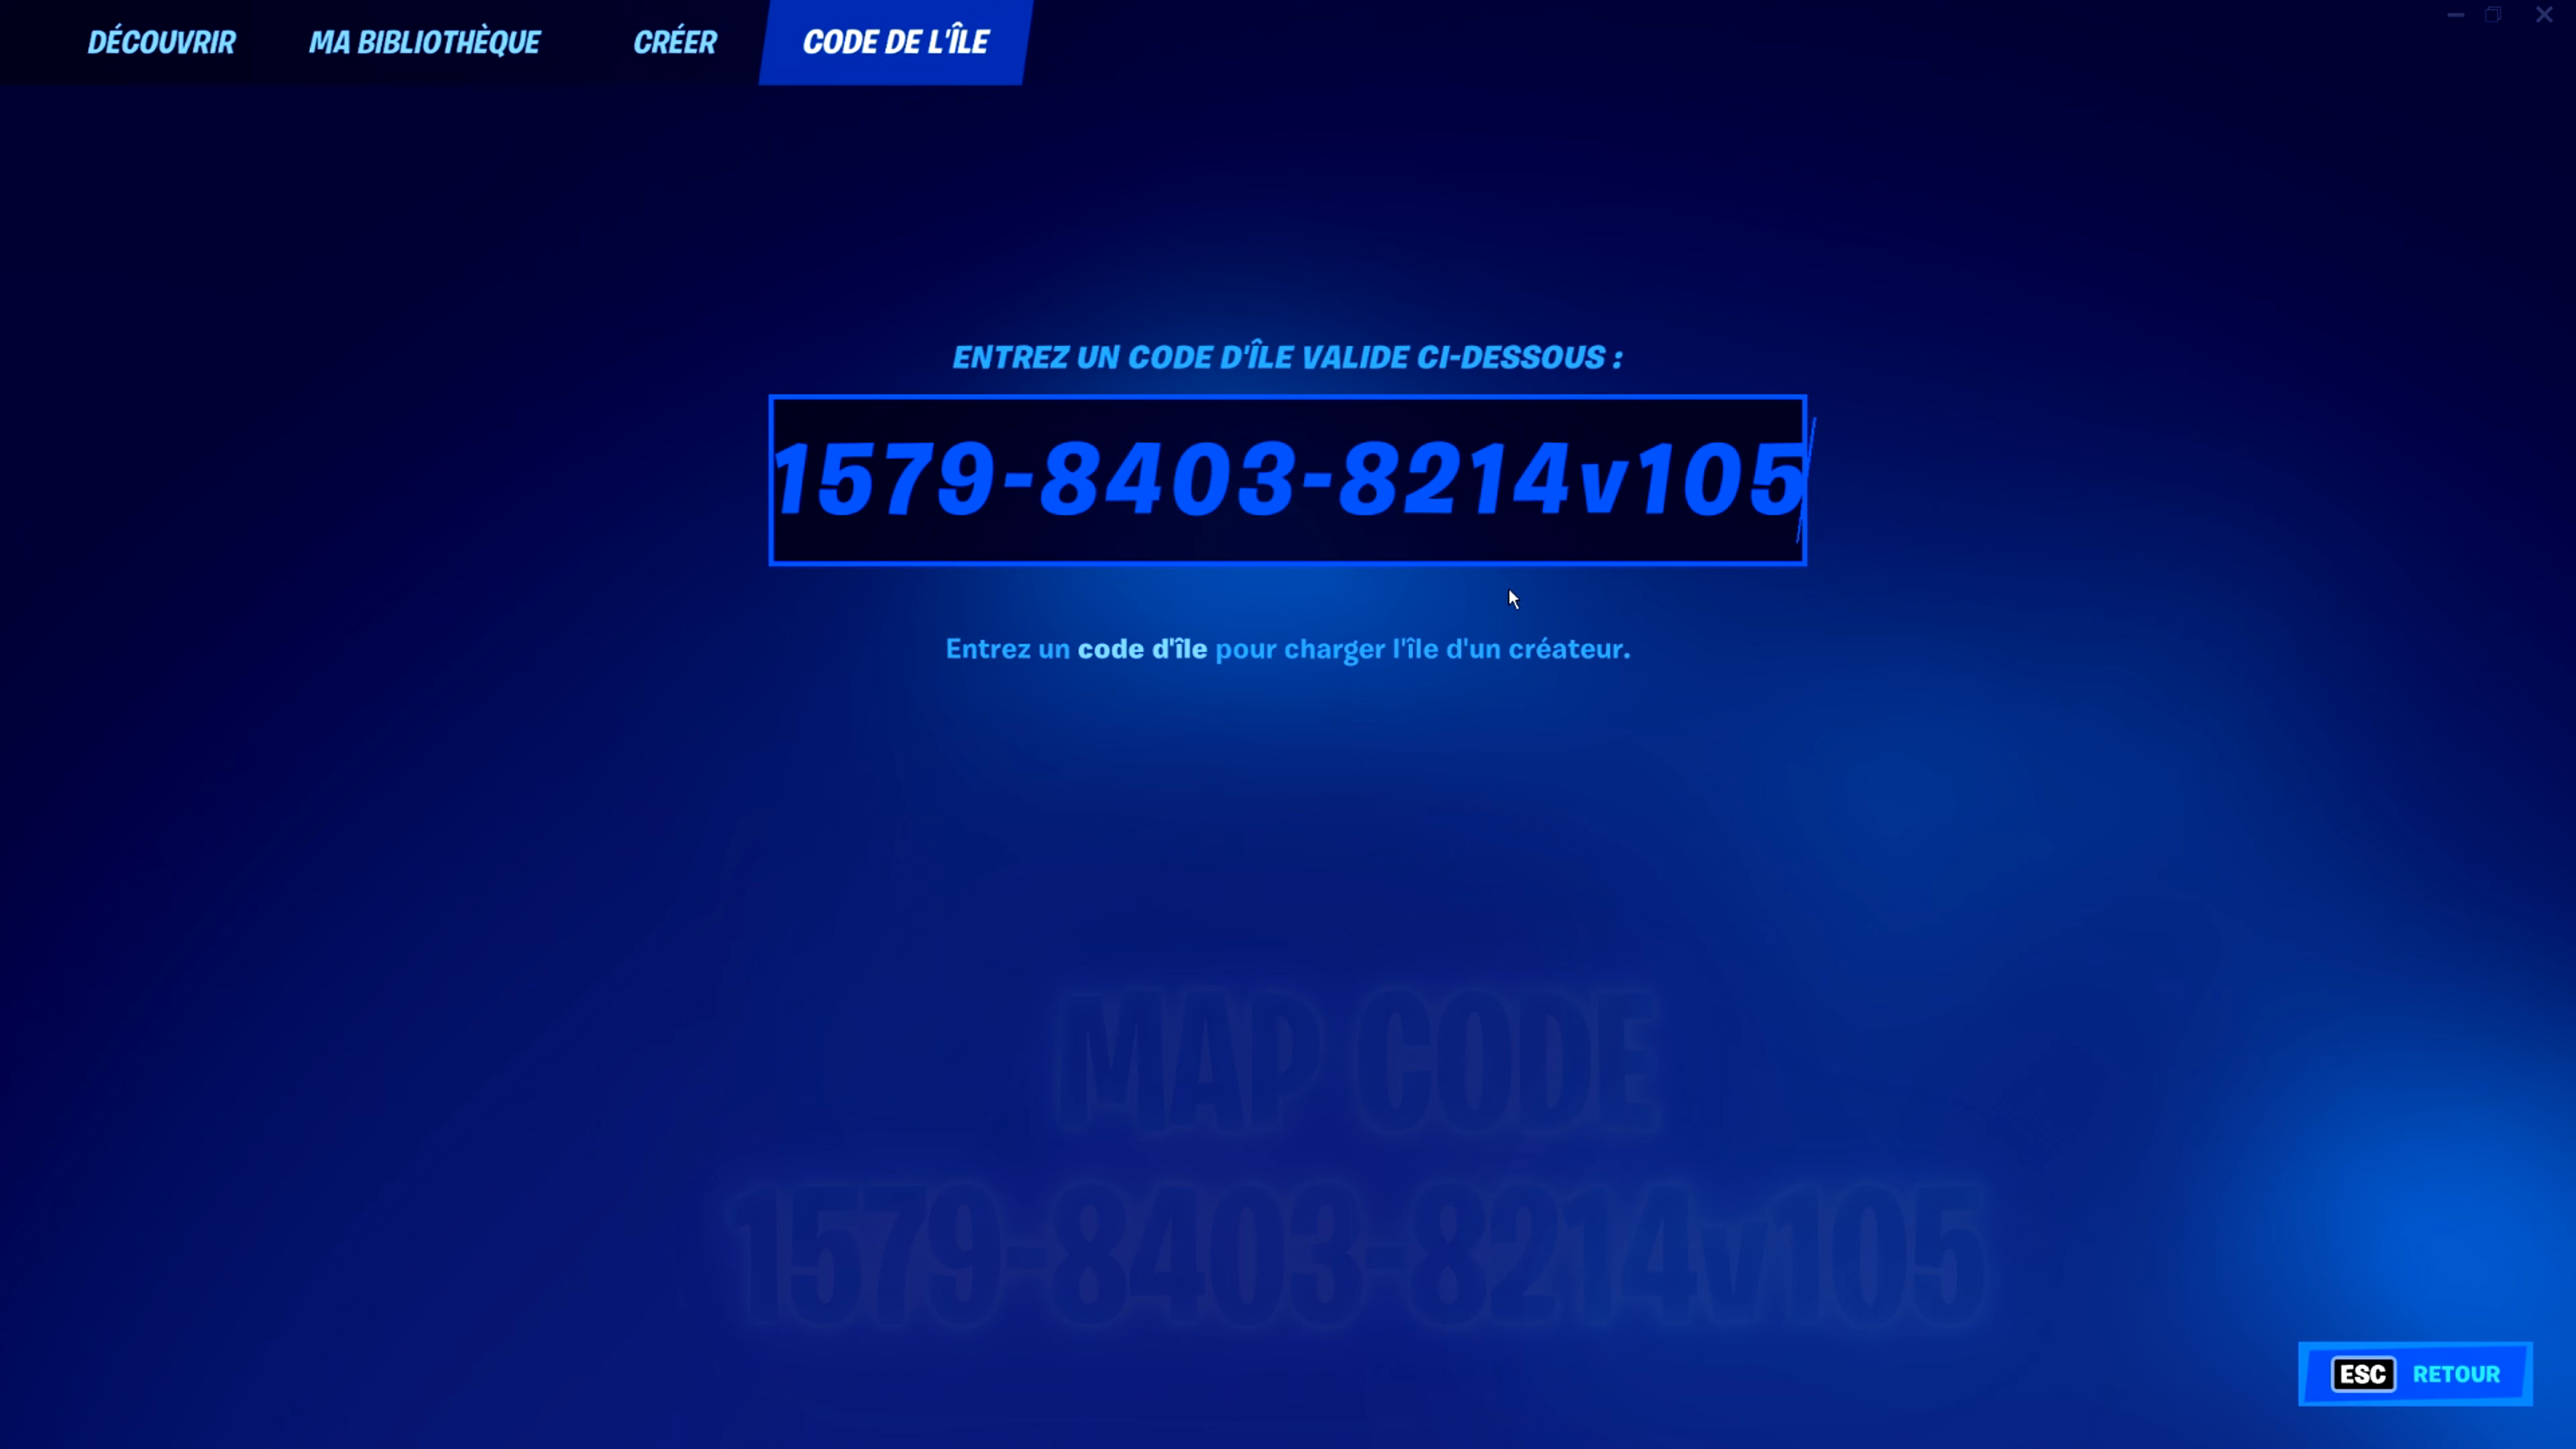 DÉCOUVRIR MA BIBLIOTHÈQUE CRÉER CODE DE L'ÎLE
ENTREZ UN CODE D'ÎLE VALIDE CI-DESSOUS :
1579-8403-8214v105
Entrez un code d'île pour charger l'île d'un créateur.
MAP CODE
1579-8403-8214v105
ESC RETOUR